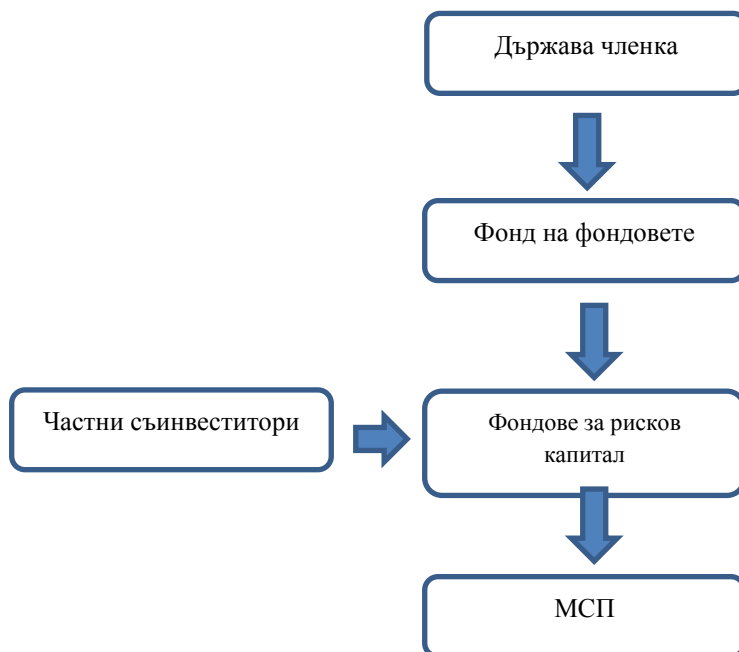 Държава членка
Фонд на фондовете
Частни съинвеститори
Фондове за рисков
капитал
МСП